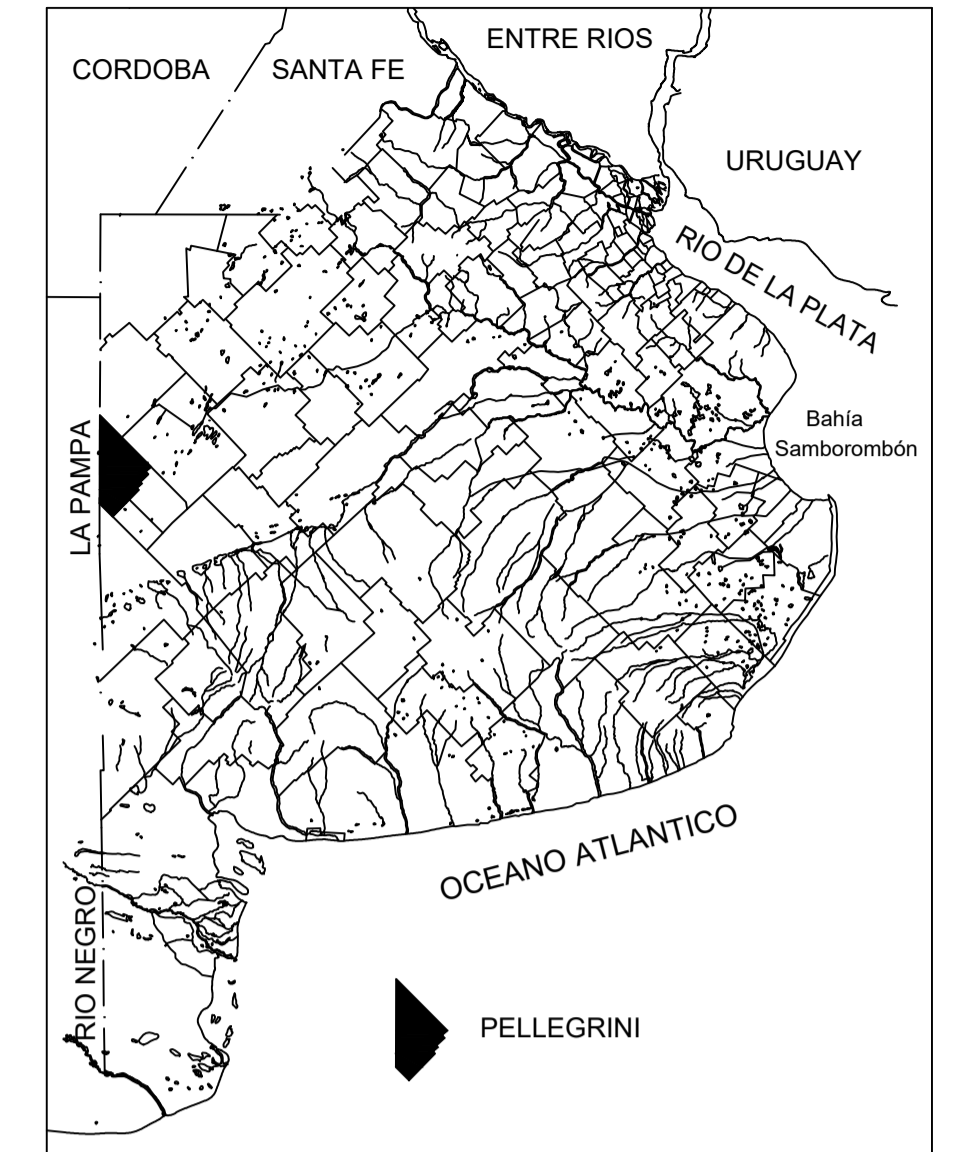 ENTRE RIOS
CORDOBA
SANTA FE
URUGUAY
RIO DE LA PLATA
Bahía
Samborombón
LA PAMPA
OCEANO ATLANTICO
RIO NEGRO
PELLEGRINI